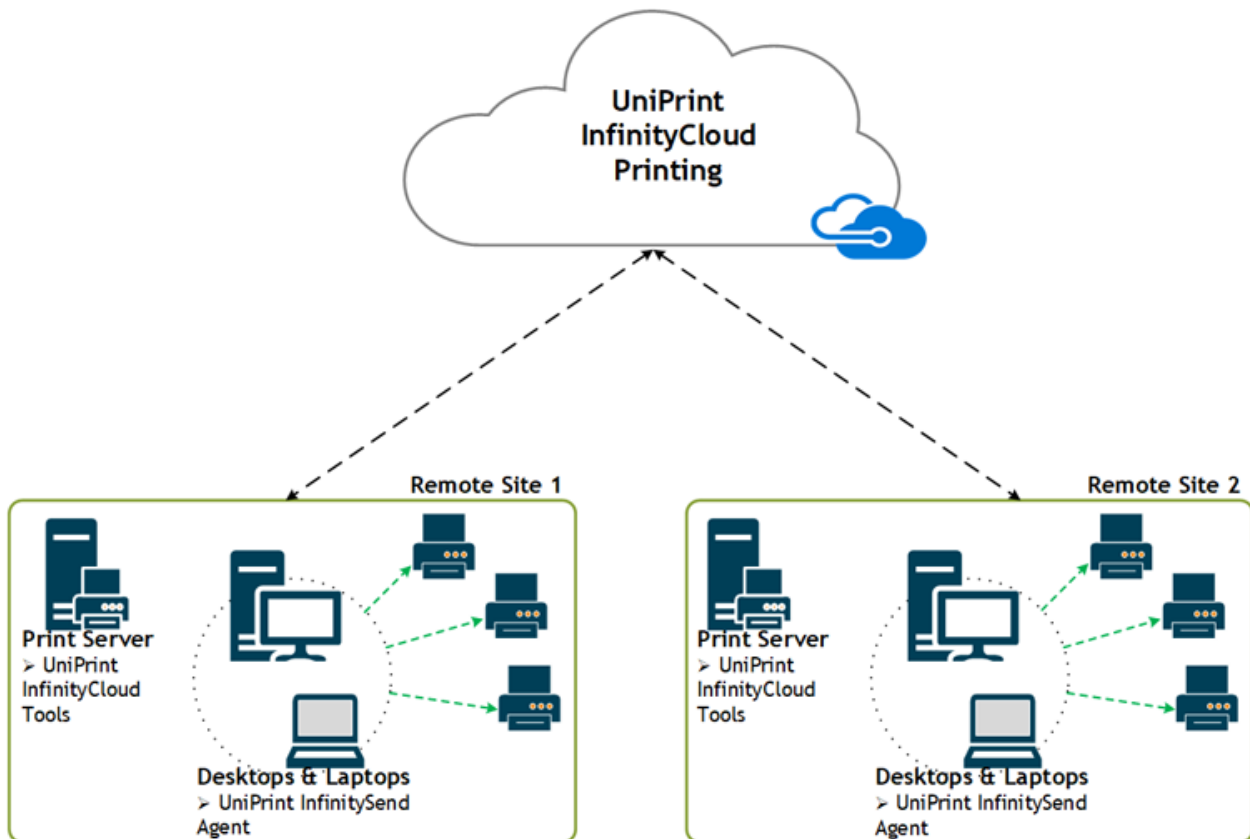 UniPrint
InfinityCloud
Printing
Remote Site 1
Print Server
➢ UniPrint
InfinityCloud
Tools
Desktops & Laptops
➢ UniPrint InfinitySend
Agent
Remote Site 2
Print Server
➢ UniPrint
InfinityCloud
Tools
Desktops & Laptops
➢ UniPrint InfinitySend
Agent